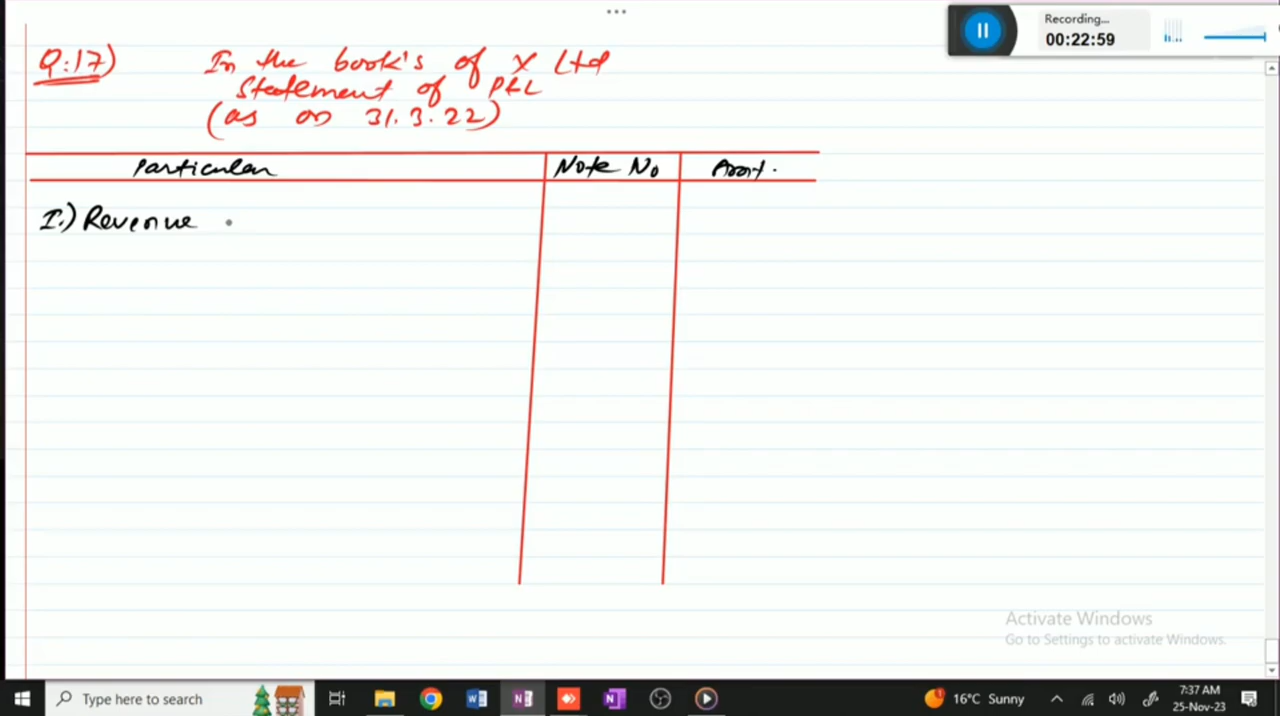 Recording...
00:22:59
Q:17) In the book's of X Ltd
Statement of P&L
(as on 31.3.22)
Particular Note No Amt.
I.) Revenue
Activate Windows
Go to Settings to activate Windows.
Type here to search
16°C Sunny
7:37 AM
25-Nov-23